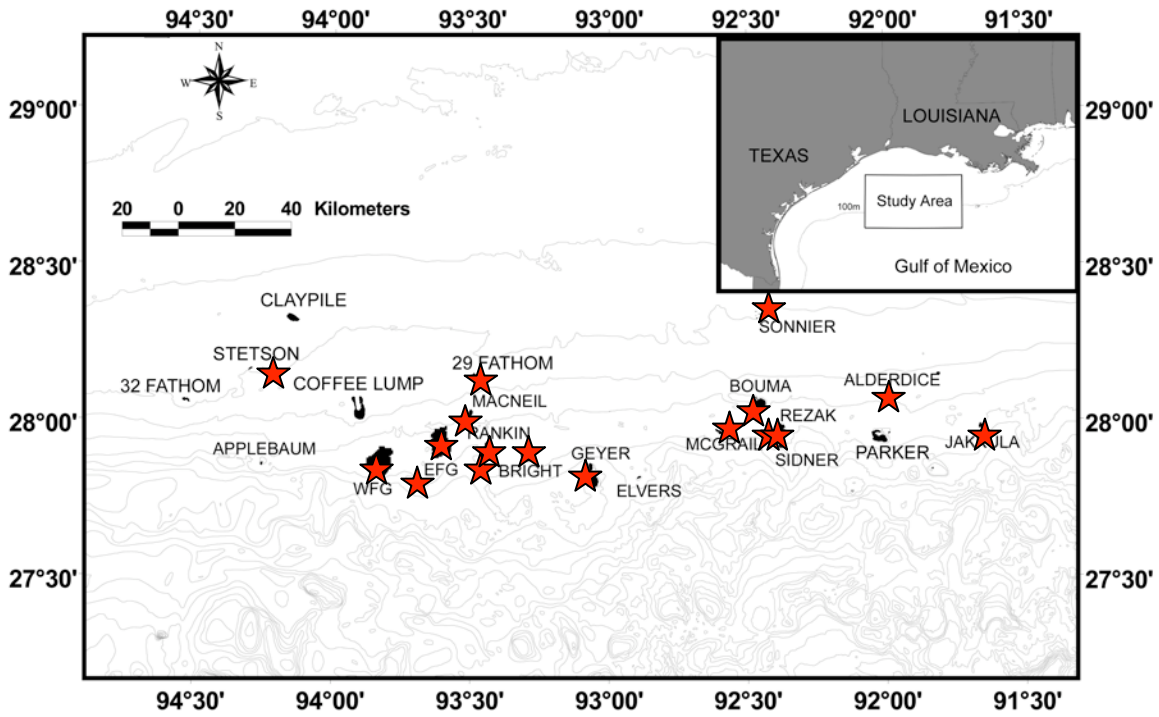 94°30' 94°00' 93°30' 93°00' 92°30' 92°00' 91°30'
N
W E
S
29°00' 29°00'
LOUISIANA
TEXAS
Study Area
100m
Gulf of Mexico
20 0 20 40 Kilometers
28°30' 28°30'
CLAYPILE
SONNIER
STETSON
29 FATHOM
32 FATHOM
COFFEE LUMP
BOUMA
ALDERDICE
MACNEIL
REZAK
28°00' 28°00'
RANKIN
MCGRAIL
JAKKULA
APPLEBAUM
PARKER
GEYER
SIDNER
EFG
BRIGHT
WFG
ELVERS
27°30' 27°30'
94°30' 94°00' 93°30' 93°00' 92°30' 92°00' 91°30'